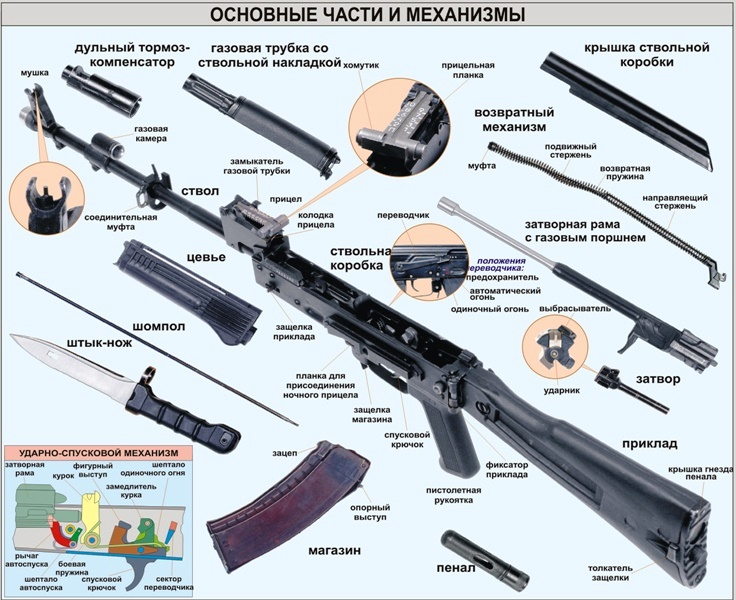 ОСНОВНЫЕ ЧАСТИ И МЕХАНИЗМЫ
дульный тормоз-
компенсатор
газовая трубка со
ствольной накладкой
хомутик
прицельная
планка
крышка ствольной
коробки
мушка
газовая
камера
возвратный
механизм
муфта
подвижный
стержень
возвратная
пружина
направляющий
стержень
замыкатель
газовой трубки
ствол
прицел
колодка
прицела
соединительная
муфта
переводчик
затворная рама
с газовым поршнем
цевье
ствольна
коробка
положения
переводчика:
предохранитель
автоматический
огонь
одиночный огонь
выбрасыватель
шомпол
защелка
приклада
штык-нож
ударник
затвор
планка для
присоединения
ночного прицела
защелка
магазина
спусковой
крючок
приклад
фиксатор
приклада
крышка гнезда
пенала
пистолетная
рукоятка
зацеп
опорный
выступ
магазин
пенал
толкатель
защелки
УДАРНО-СПУСКОВОЙ МЕХАНИЗМ
затворная
рама
курок
фигурный
выступ
шептало
одиночного огня
замедлитель
курка
рычаг
автоспуска
шептало
автоспуска
боевая
пружина
спусковой
крючок
сектор
переводчика